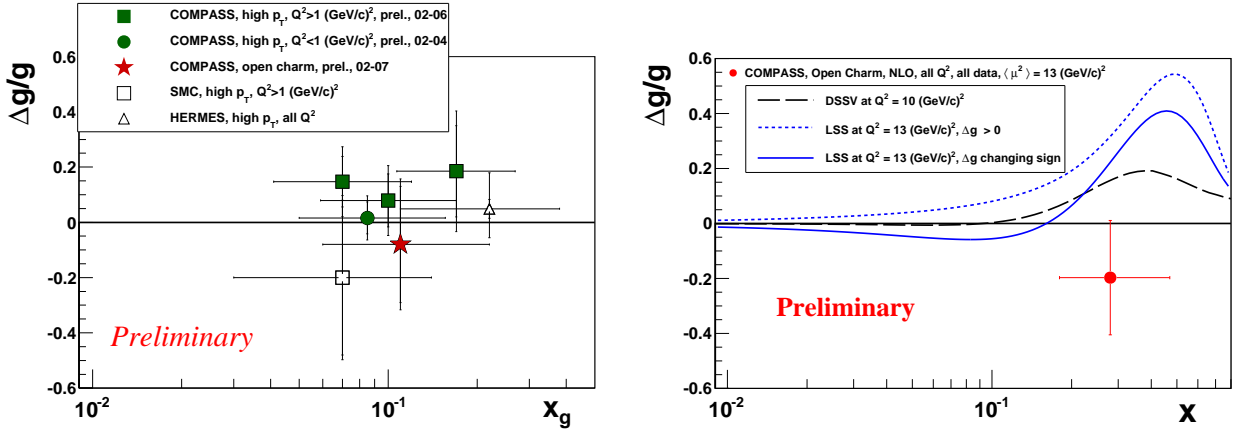 COMPASS, high p_T, Q²>1 (GeV/c)², prel., 02-06
COMPASS, high p_T, Q²<1 (GeV/c)², prel., 02-04
COMPASS, open charm, prel., 02-07
SMC, high p_T, Q²>1 (GeV/c)²
HERMES, high p_T, all Q²
Δg/g
0.6
0.4
0.2
0
-0.2
-0.4
-0.6
Preliminary
10⁻²
10⁻¹
x_g
COMPASS, Open Charm, NLO, all Q², all data, ⟨μ²⟩ = 13 (GeV/c)²
DSSV at Q² = 10 (GeV/c)²
LSS at Q² = 13 (GeV/c)², Δg > 0
LSS at Q² = 13 (GeV/c)², Δg changing sign
Δg/g
0.6
0.4
0.2
0
-0.2
-0.4
-0.6
Preliminary
10⁻²
10⁻¹
x